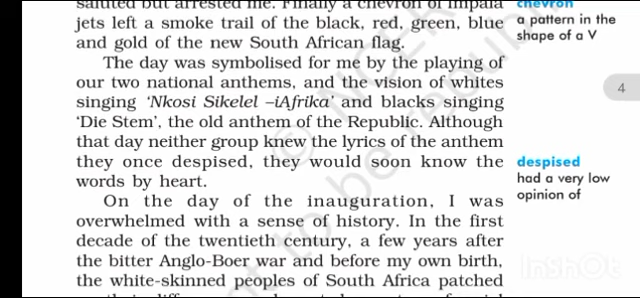 saluted but arrested me. Finally a chevron of impala
jets left a smoke trail of the black, red, green, blue
and gold of the new South African flag.
The day was symbolised for me by the playing of
our two national anthems, and the vision of whites
singing ‘Nkosi Sikelel –iAfrika’ and blacks singing
‘Die Stem’, the old anthem of the Republic. Although
that day neither group knew the lyrics of the anthem
they once despised, they would soon know the
words by heart.
On the day of the inauguration, I was
overwhelmed with a sense of history. In the first
decade of the twentieth century, a few years after
the bitter Anglo-Boer war and before my own birth,
the white-skinned peoples of South Africa patched
chevron
a pattern in the
shape of a V
4
despised
had a very low
opinion of
InShOt